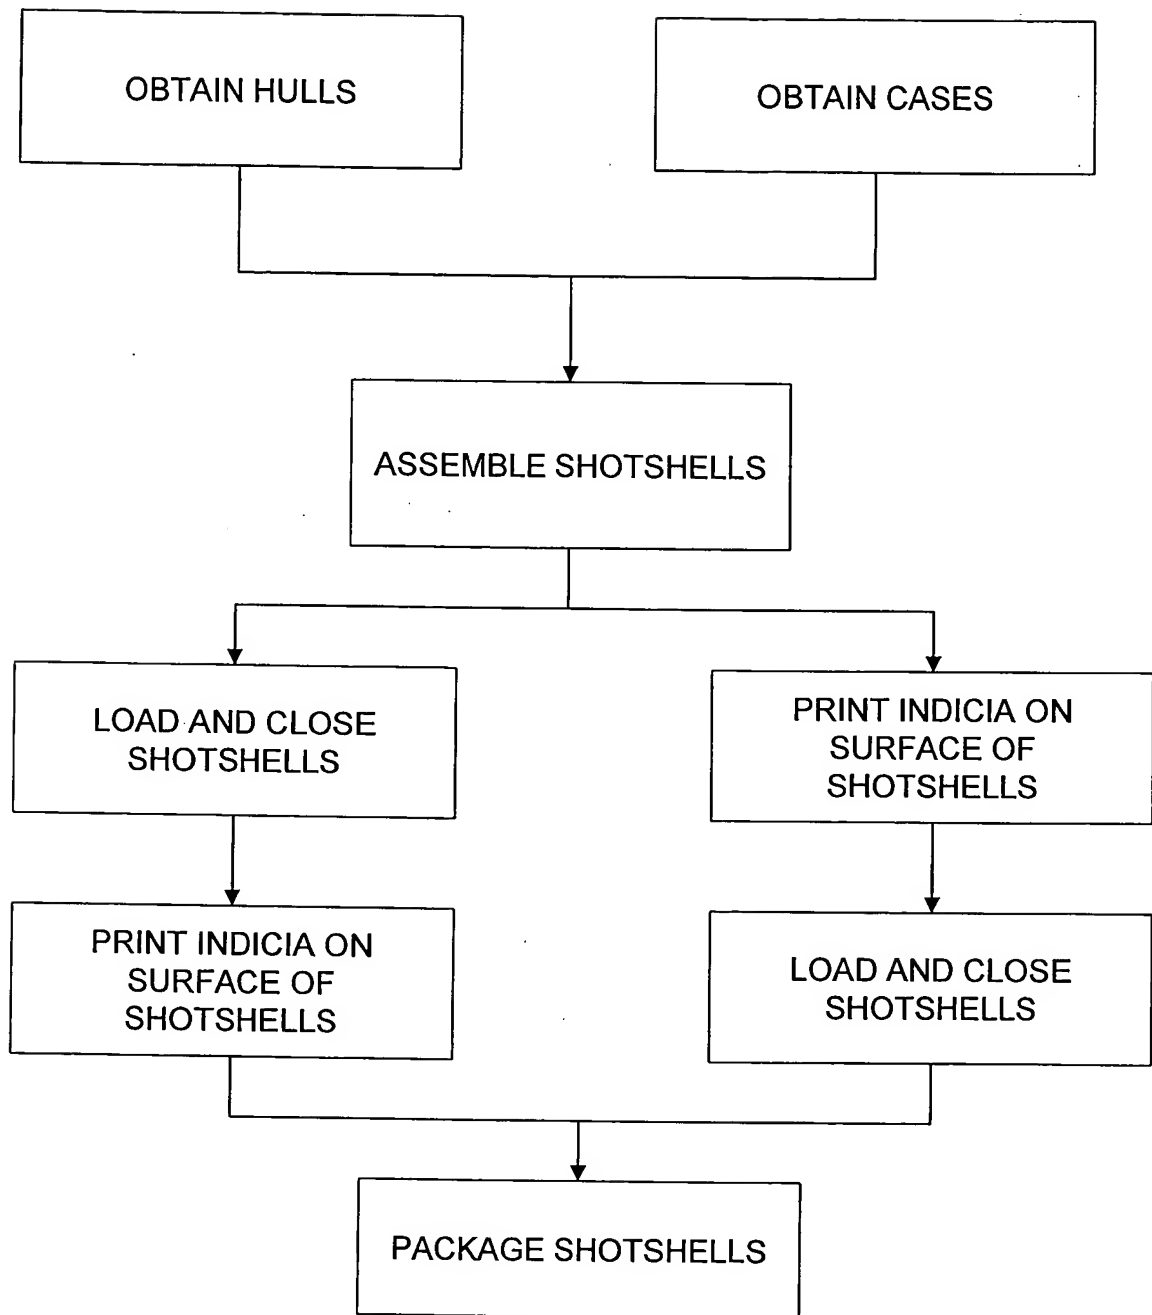 OBTAIN HULLS
OBTAIN CASES
ASSEMBLE SHOTSHELLS
LOAD AND CLOSE
SHOTSHELLS
PRINT INDICIA ON
SURFACE OF
SHOTSHELLS
PRINT INDICIA ON
SURFACE OF
SHOTSHELLS
LOAD AND CLOSE
SHOTSHELLS
PACKAGE SHOTSHELLS